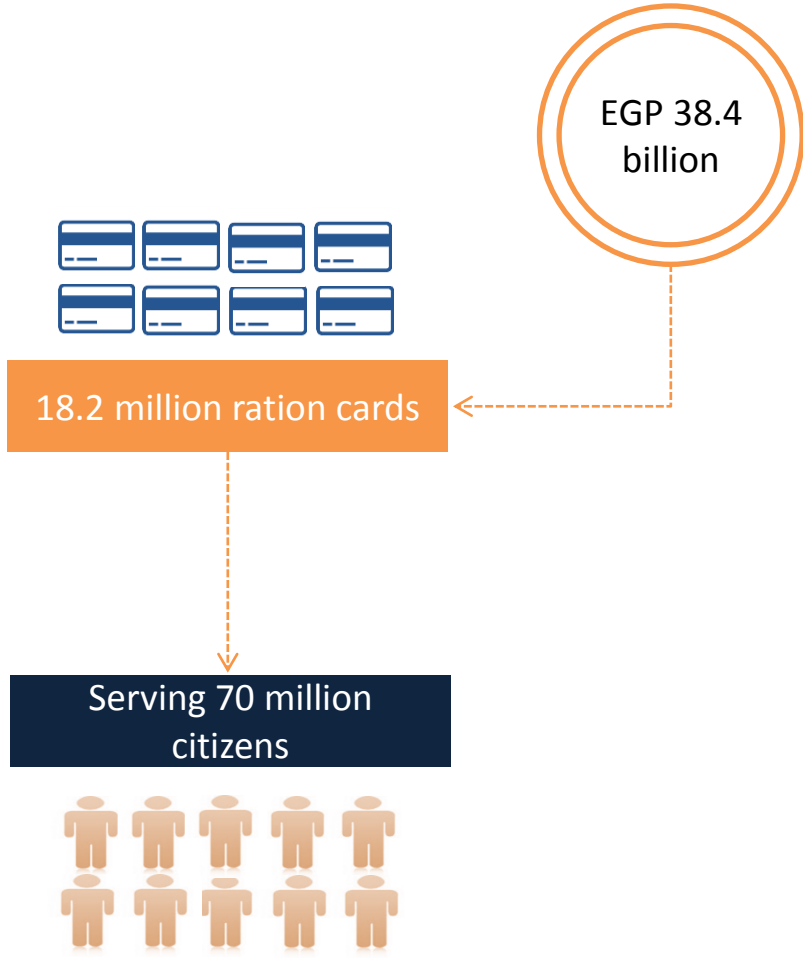 EGP 38.4
billion
18.2 million ration cards
Serving 70 million
citizens